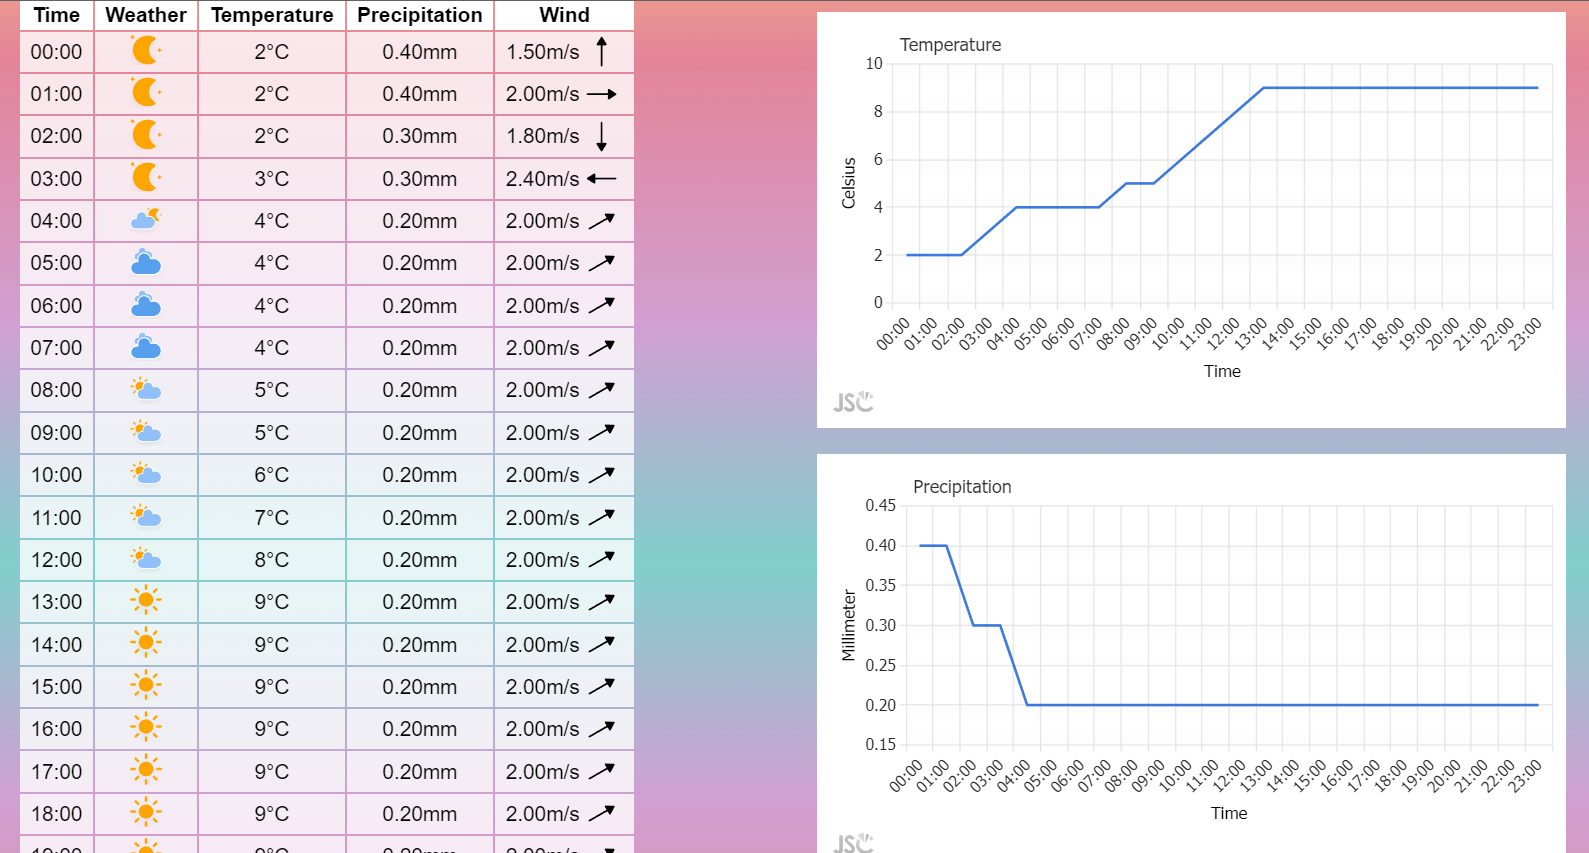 Time Weather Temperature Precipitation Wind
00:00 2°C 0.40mm 1.50m/s
01:00 2°C 0.40mm 2.00m/s
02:00 2°C 0.30mm 1.80m/s
03:00 3°C 0.30mm 2.40m/s
04:00 4°C 0.20mm 2.00m/s
05:00 4°C 0.20mm 2.00m/s
06:00 4°C 0.20mm 2.00m/s
07:00 4°C 0.20mm 2.00m/s
08:00 5°C 0.20mm 2.00m/s
09:00 5°C 0.20mm 2.00m/s
10:00 6°C 0.20mm 2.00m/s
11:00 7°C 0.20mm 2.00m/s
12:00 8°C 0.20mm 2.00m/s
13:00 9°C 0.20mm 2.00m/s
14:00 9°C 0.20mm 2.00m/s
15:00 9°C 0.20mm 2.00m/s
16:00 9°C 0.20mm 2.00m/s
17:00 9°C 0.20mm 2.00m/s
18:00 9°C 0.20mm 2.00m/s
19:00 9°C 0.20mm 2.00m/s
Temperature
10
8
6
4
2
0
Celsius
00:00 01:00 02:00 03:00 04:00 05:00 06:00 07:00 08:00 09:00 10:00 11:00 12:00 13:00 14:00 15:00 16:00 17:00 18:00 19:00 20:00 21:00 22:00 23:00
Time
JSC
Precipitation
0.45
0.40
0.35
0.30
0.25
0.20
0.15
Millimeter
00:00 01:00 02:00 03:00 04:00 05:00 06:00 07:00 08:00 09:00 10:00 11:00 12:00 13:00 14:00 15:00 16:00 17:00 18:00 19:00 20:00 21:00 22:00 23:00
Time
JSC